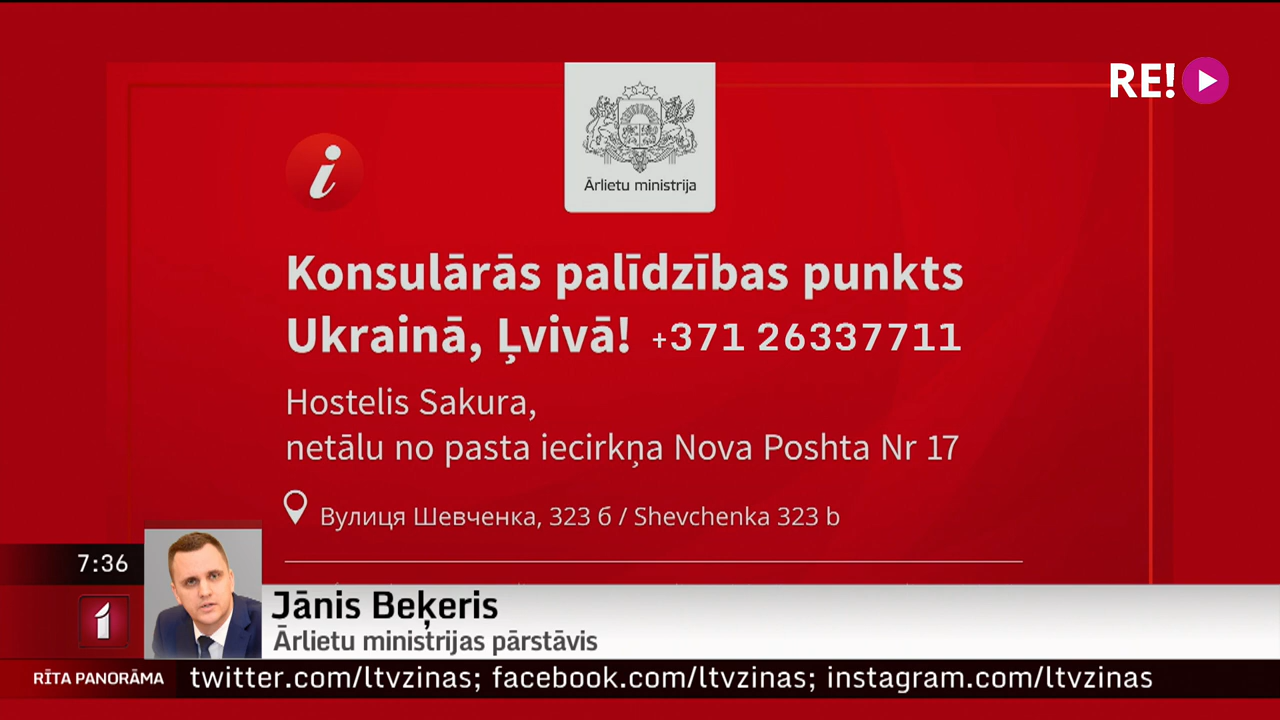 RE!
Ārlietu ministrija
i
Konsulārās palīdzības punkts
Ukrainā, Ļvivā! +371 26337711
Hostelis Sakura,
netālu no pasta iecirkņa Nova Poshta Nr 17
Вулиця Шевченка, 323 б / Shevchenka 323 b
7:36
1
Jānis Beķeris
Ārlietu ministrijas pārstāvis
RĪTA PANORĀMA twitter.com/ltvzinas; facebook.com/ltvzinas; instagram.com/ltvzinas